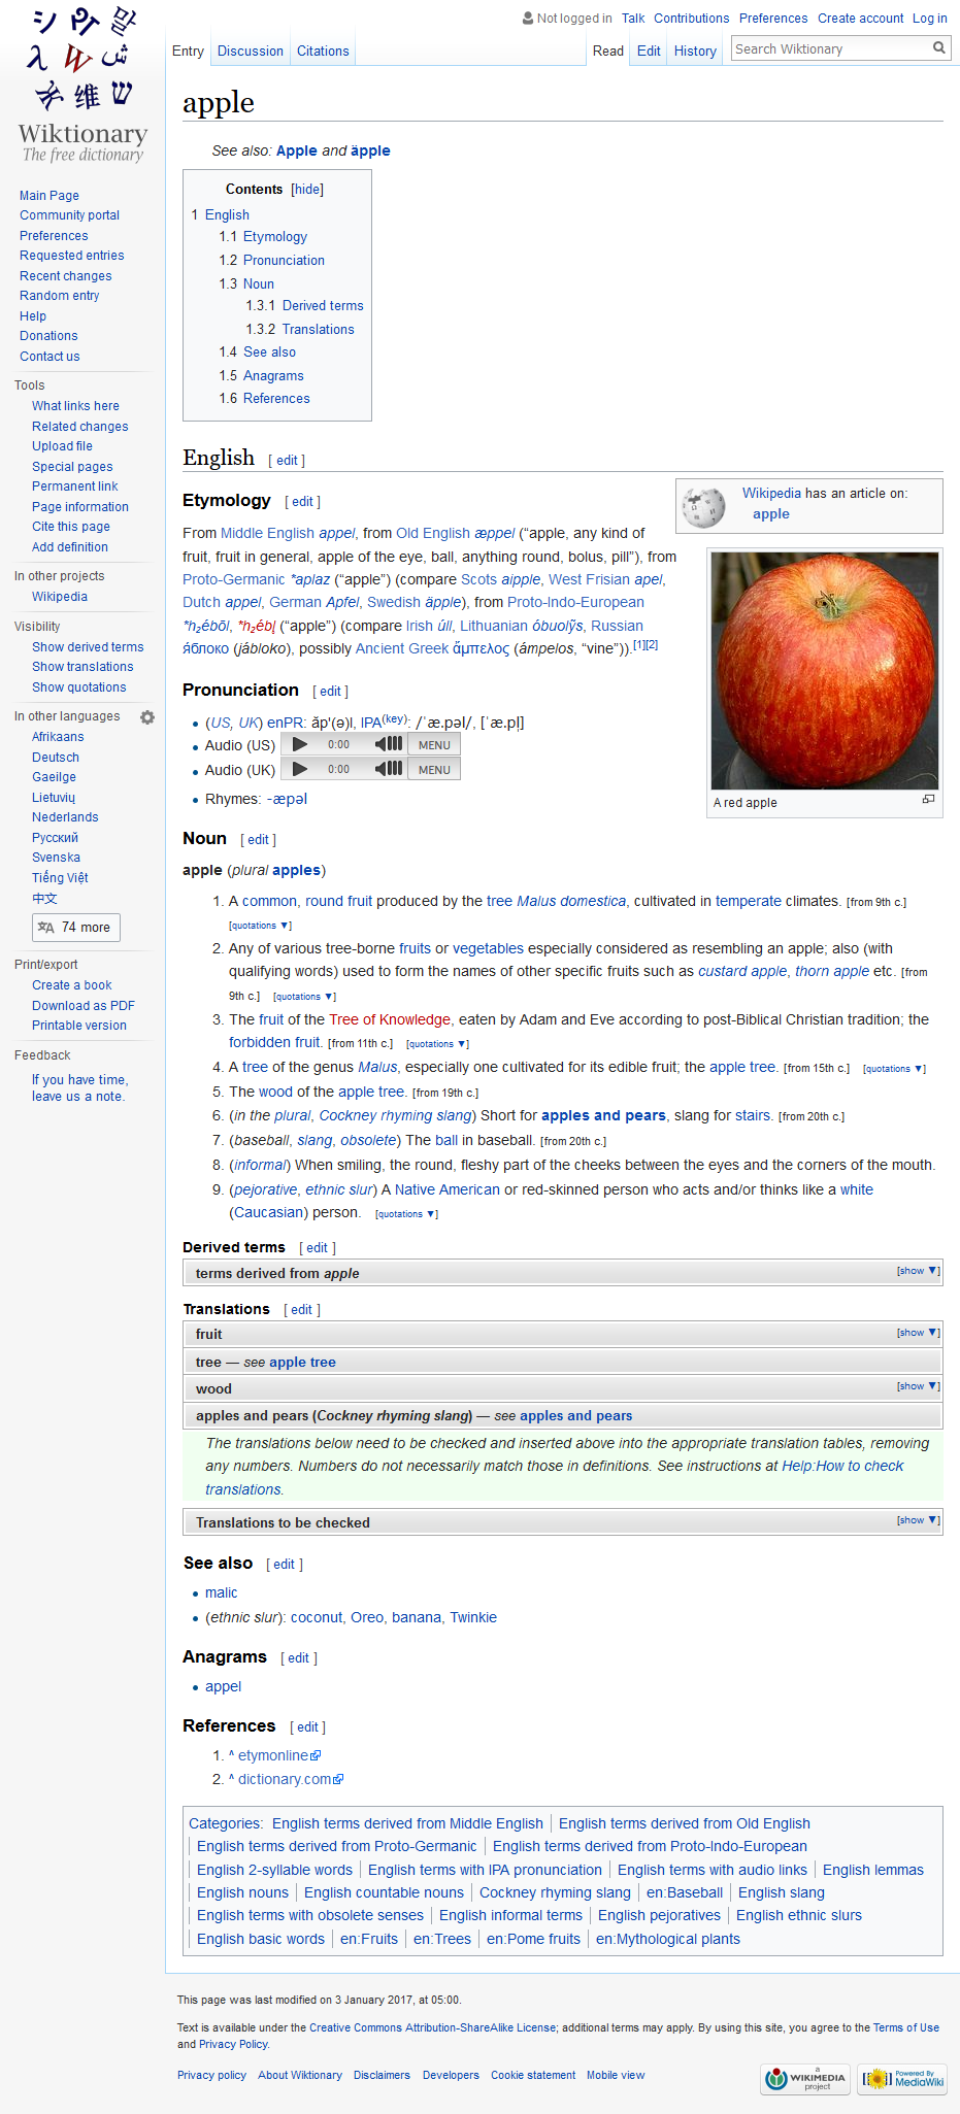 Not logged in Talk Contributions Preferences Create account Log in
Entry Discussion Citations Read Edit History Search Wiktionary
シ 말
λ W ش
维 ש
Wiktionary
The free dictionary
Main Page
Community portal
Preferences
Requested entries
Recent changes
Random entry
Help
Donations
Contact us
Tools
What links here
Related changes
Upload file
Special pages
Permanent link
Page information
Cite this page
Add definition
In other projects
Wikipedia
Visibility
Show derived terms
Show translations
Show quotations
In other languages
Afrikaans
Deutsch
Gaeilge
Lietuvių
Nederlands
Русский
Svenska
Tiếng Việt
中文
74 more
Print/export
Create a book
Download as PDF
Printable version
Feedback
If you have time,
leave us a note.
apple
See also: Apple and äpple
Contents [hide]
1 English
1.1 Etymology
1.2 Pronunciation
1.3 Noun
1.3.1 Derived terms
1.3.2 Translations
1.4 See also
1.5 Anagrams
1.6 References
English [ edit ]
Wikipedia has an article on:
apple
Etymology [ edit ]
From Middle English appel, from Old English æppel (“apple, any kind of
fruit, fruit in general, apple of the eye, ball, anything round, bolus, pill”), from
Proto-Germanic *aplaz (“apple”) (compare Scots aipple, West Frisian apel,
Dutch appel, German Apfel, Swedish äpple), from Proto-Indo-European
*h₂ébōl, *h₂ébl̥ (“apple”) (compare Irish úll, Lithuanian óbuolỹs, Russian
я́блоко (jábloko), possibly Ancient Greek ἄμπελος (ámpelos, “vine”)).[1][2]
A red apple
Pronunciation [ edit ]
• (US, UK) enPR: ăp'(ə)l, IPA(key): /ˈæ.pəl/, [ˈæ.pl̩]
• Audio (US) 0:00 MENU
• Audio (UK) 0:00 MENU
• Rhymes: -æpəl
Noun [ edit ]
apple (plural apples)
1. A common, round fruit produced by the tree Malus domestica, cultivated in temperate climates. [from 9th c.]
[quotations ▼]
2. Any of various tree-borne fruits or vegetables especially considered as resembling an apple; also (with
qualifying words) used to form the names of other specific fruits such as custard apple, thorn apple etc. [from
9th c.] [quotations ▼]
3. The fruit of the Tree of Knowledge, eaten by Adam and Eve according to post-Biblical Christian tradition; the
forbidden fruit. [from 11th c.] [quotations ▼]
4. A tree of the genus Malus, especially one cultivated for its edible fruit; the apple tree. [from 15th c.] [quotations ▼]
5. The wood of the apple tree. [from 19th c.]
6. (in the plural, Cockney rhyming slang) Short for apples and pears, slang for stairs. [from 20th c.]
7. (baseball, slang, obsolete) The ball in baseball. [from 20th c.]
8. (informal) When smiling, the round, fleshy part of the cheeks between the eyes and the corners of the mouth.
9. (pejorative, ethnic slur) A Native American or red-skinned person who acts and/or thinks like a white
(Caucasian) person. [quotations ▼]
Derived terms [ edit ]
terms derived from apple [show ▼]
Translations [ edit ]
fruit [show ▼]
tree — see apple tree
wood [show ▼]
apples and pears (Cockney rhyming slang) — see apples and pears
The translations below need to be checked and inserted above into the appropriate translation tables, removing
any numbers. Numbers do not necessarily match those in definitions. See instructions at Help:How to check
translations.
Translations to be checked [show ▼]
See also [ edit ]
• malic
• (ethnic slur): coconut, Oreo, banana, Twinkie
Anagrams [ edit ]
• appel
References [ edit ]
1. ^ etymonline
2. ^ dictionary.com
Categories: English terms derived from Middle English | English terms derived from Old English
| English terms derived from Proto-Germanic | English terms derived from Proto-Indo-European
| English 2-syllable words | English terms with IPA pronunciation | English terms with audio links | English lemmas
| English nouns | English countable nouns | Cockney rhyming slang | en:Baseball | English slang
| English terms with obsolete senses | English informal terms | English pejoratives | English ethnic slurs
| English basic words | en:Fruits | en:Trees | en:Pome fruits | en:Mythological plants
This page was last modified on 3 January 2017, at 05:00.
Text is available under the Creative Commons Attribution-ShareAlike License; additional terms may apply. By using this site, you agree to the Terms of Use
and Privacy Policy.
Privacy policy About Wiktionary Disclaimers Developers Cookie statement Mobile view
a WIKIMEDIA project
Powered By MediaWiki